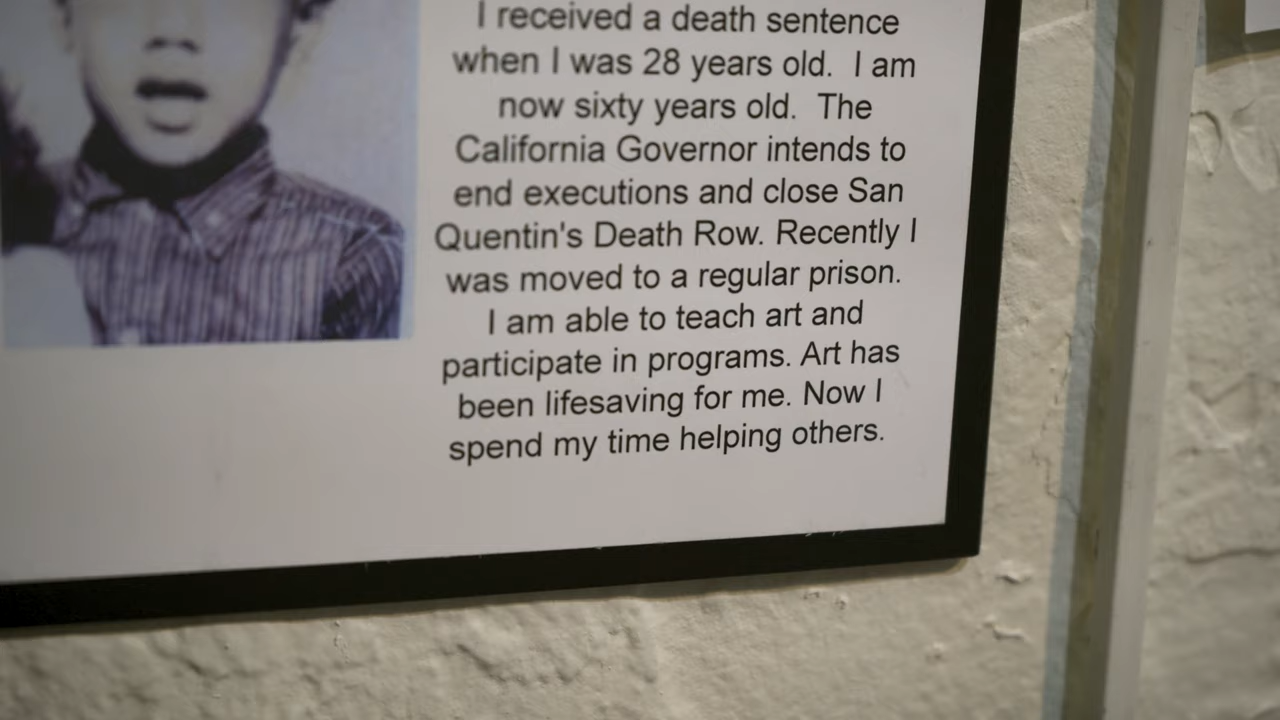 I received a death sentence
when I was 28 years old.  I am
now sixty years old.  The
California Governor intends to
end executions and close San
Quentin's Death Row. Recently I
was moved to a regular prison.
I am able to teach art and
participate in programs. Art has
been lifesaving for me. Now I
spend my time helping others.